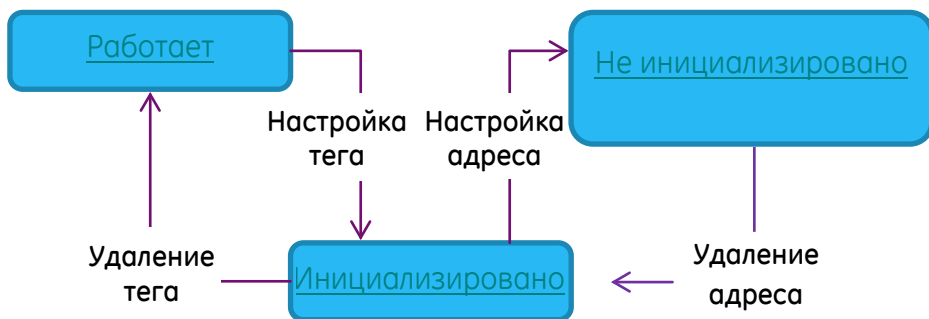 Работает
Не инициализировано
Настройка
тега
Настройка
адреса
Удаление
тега
Инициализировано
Удаление
адреса